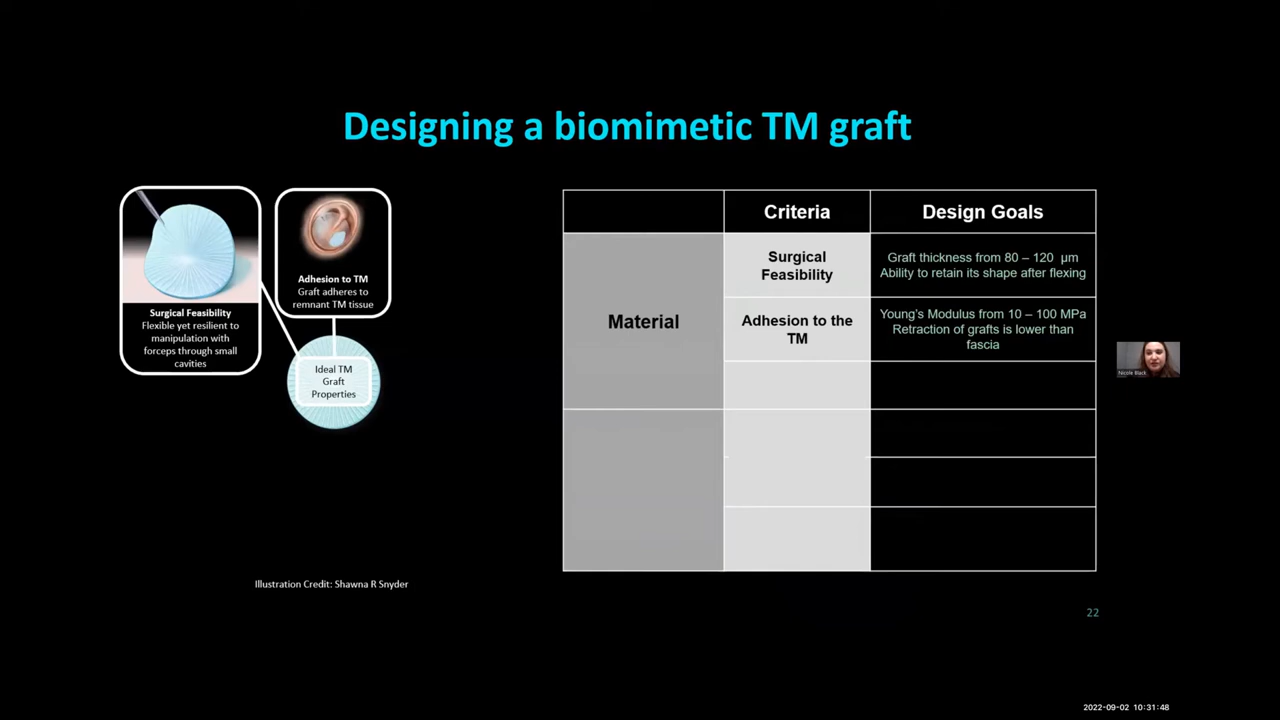 Designing a biomimetic TM graft
Surgical Feasibility
Flexible yet resilient to
manipulation with
forceps through small
cavities
Adhesion to TM
Graft adheres to
remnant TM tissue
Ideal TM
Graft
Properties
Illustration Credit: Shawna R Snyder
Criteria
Design Goals
Material
Surgical
Feasibility
Graft thickness from 80 – 120 μm
Ability to retain its shape after flexing
Adhesion to the
TM
Young's Modulus from 10 – 100 MPa
Retraction of grafts is lower than
fascia
Nicole Black
22
2022-09-02 10:31:48